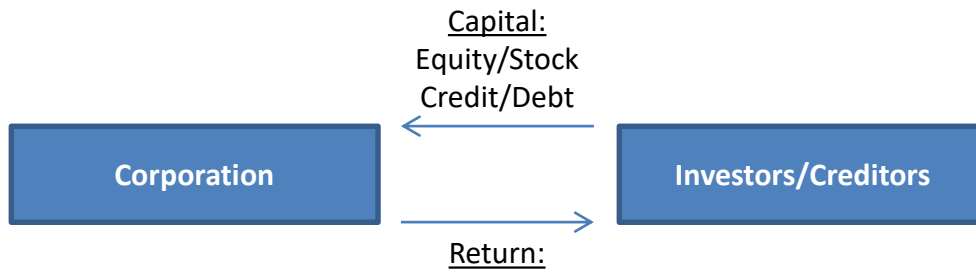 Capital:
Equity/Stock
Credit/Debt
Corporation
Investors/Creditors
Return: